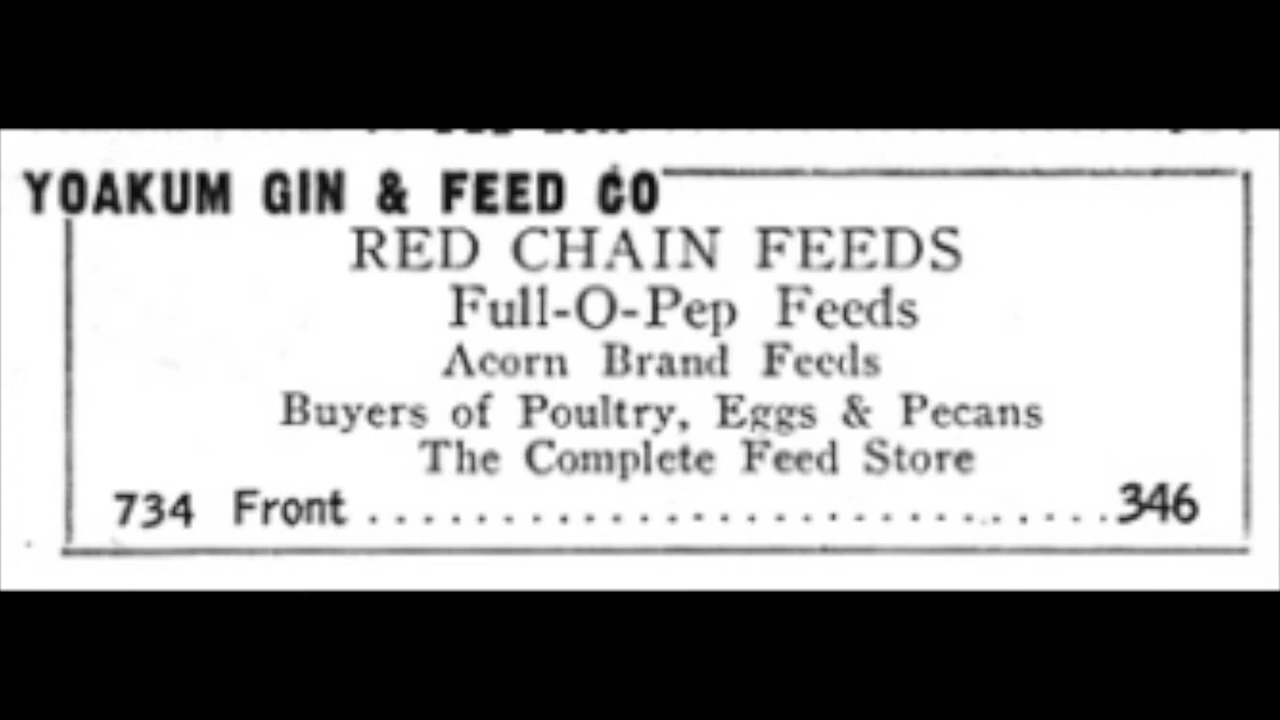 YOAKUM GIN & FEED CO
RED CHAIN FEEDS
Full-O-Pep Feeds
Acorn Brand Feeds
Buyers of Poultry, Eggs & Pecans
The Complete Feed Store
734 Front..............................346